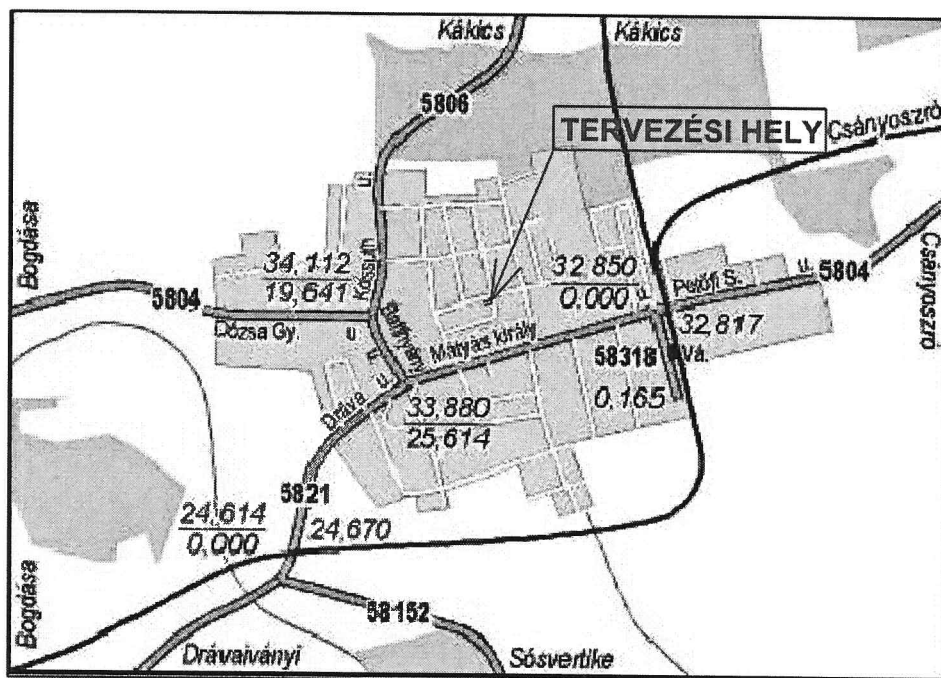 Kákics
Kákics
5806
TERVEZÉSI HELY
Csányoszró
Bogdása
Kossuth
u.
34,112
19,641
32,850
0,000
5804
Petőfi S.
u.
5804
Csányoszró
Dózsa Gy.
u.
Batthyány
u.
Mátyás király
u.
32,817
58318
Vá.
0,165
Dráva
u.
33,880
25,614
5821
24,614
0,000
24,670
Bogdása
58152
Drávaiványi
Sósvertike